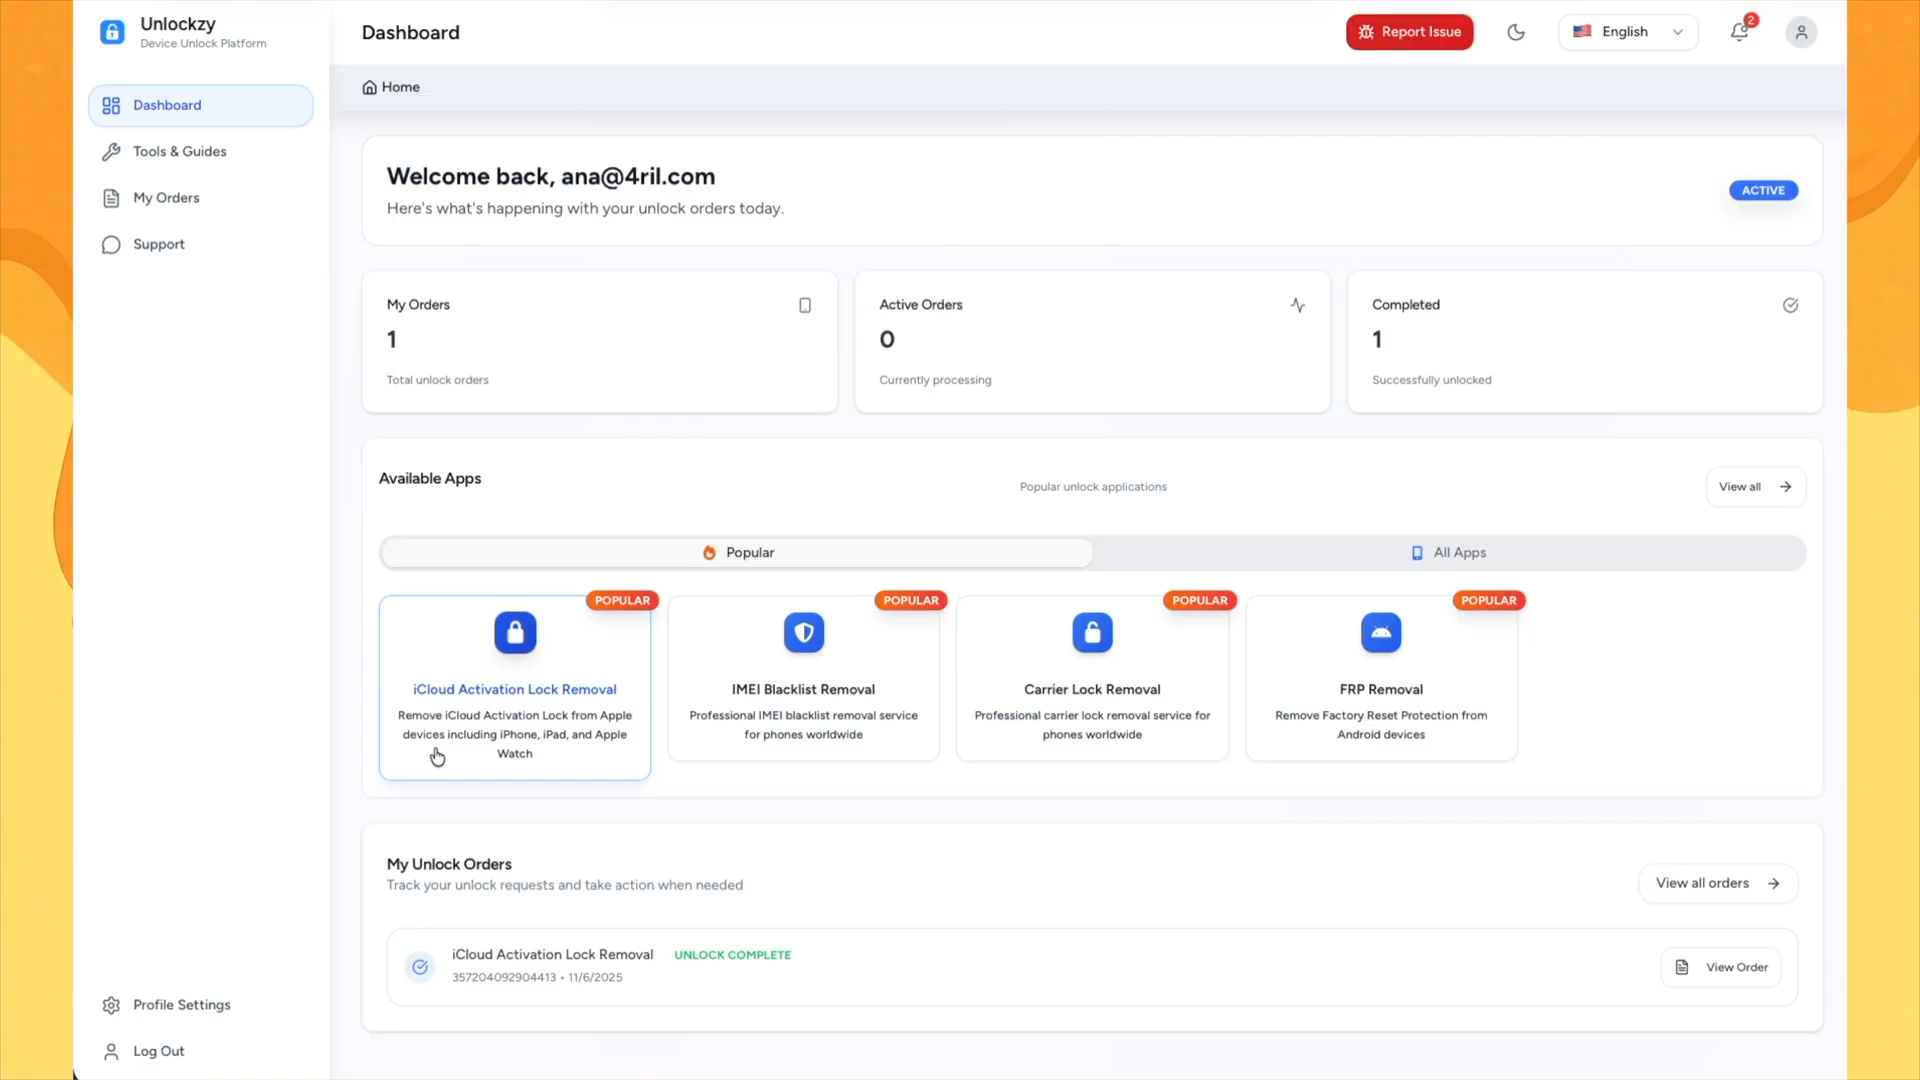 Unlockzy
Device Unlock Platform
Dashboard
Report Issue
English
2
Dashboard
Tools & Guides
My Orders
Support
Profile Settings
Log Out
Home
Welcome back, ana@4ril.com
Here's what's happening with your unlock orders today.
ACTIVE
My Orders
1
Total unlock orders
Active Orders
0
Currently processing
Completed
1
Successfully unlocked
Available Apps
Popular unlock applications
View all
Popular
All Apps
POPULAR
iCloud Activation Lock Removal
Remove iCloud Activation Lock from Apple
devices including iPhone, iPad, and Apple
Watch
POPULAR
IMEI Blacklist Removal
Professional IMEI blacklist removal service
for phones worldwide
POPULAR
Carrier Lock Removal
Professional carrier lock removal service for
phones worldwide
POPULAR
FRP Removal
Remove Factory Reset Protection from
Android devices
My Unlock Orders
Track your unlock requests and take action when needed
View all orders
iCloud Activation Lock Removal UNLOCK COMPLETE
357204092904413 • 11/6/2025
View Order